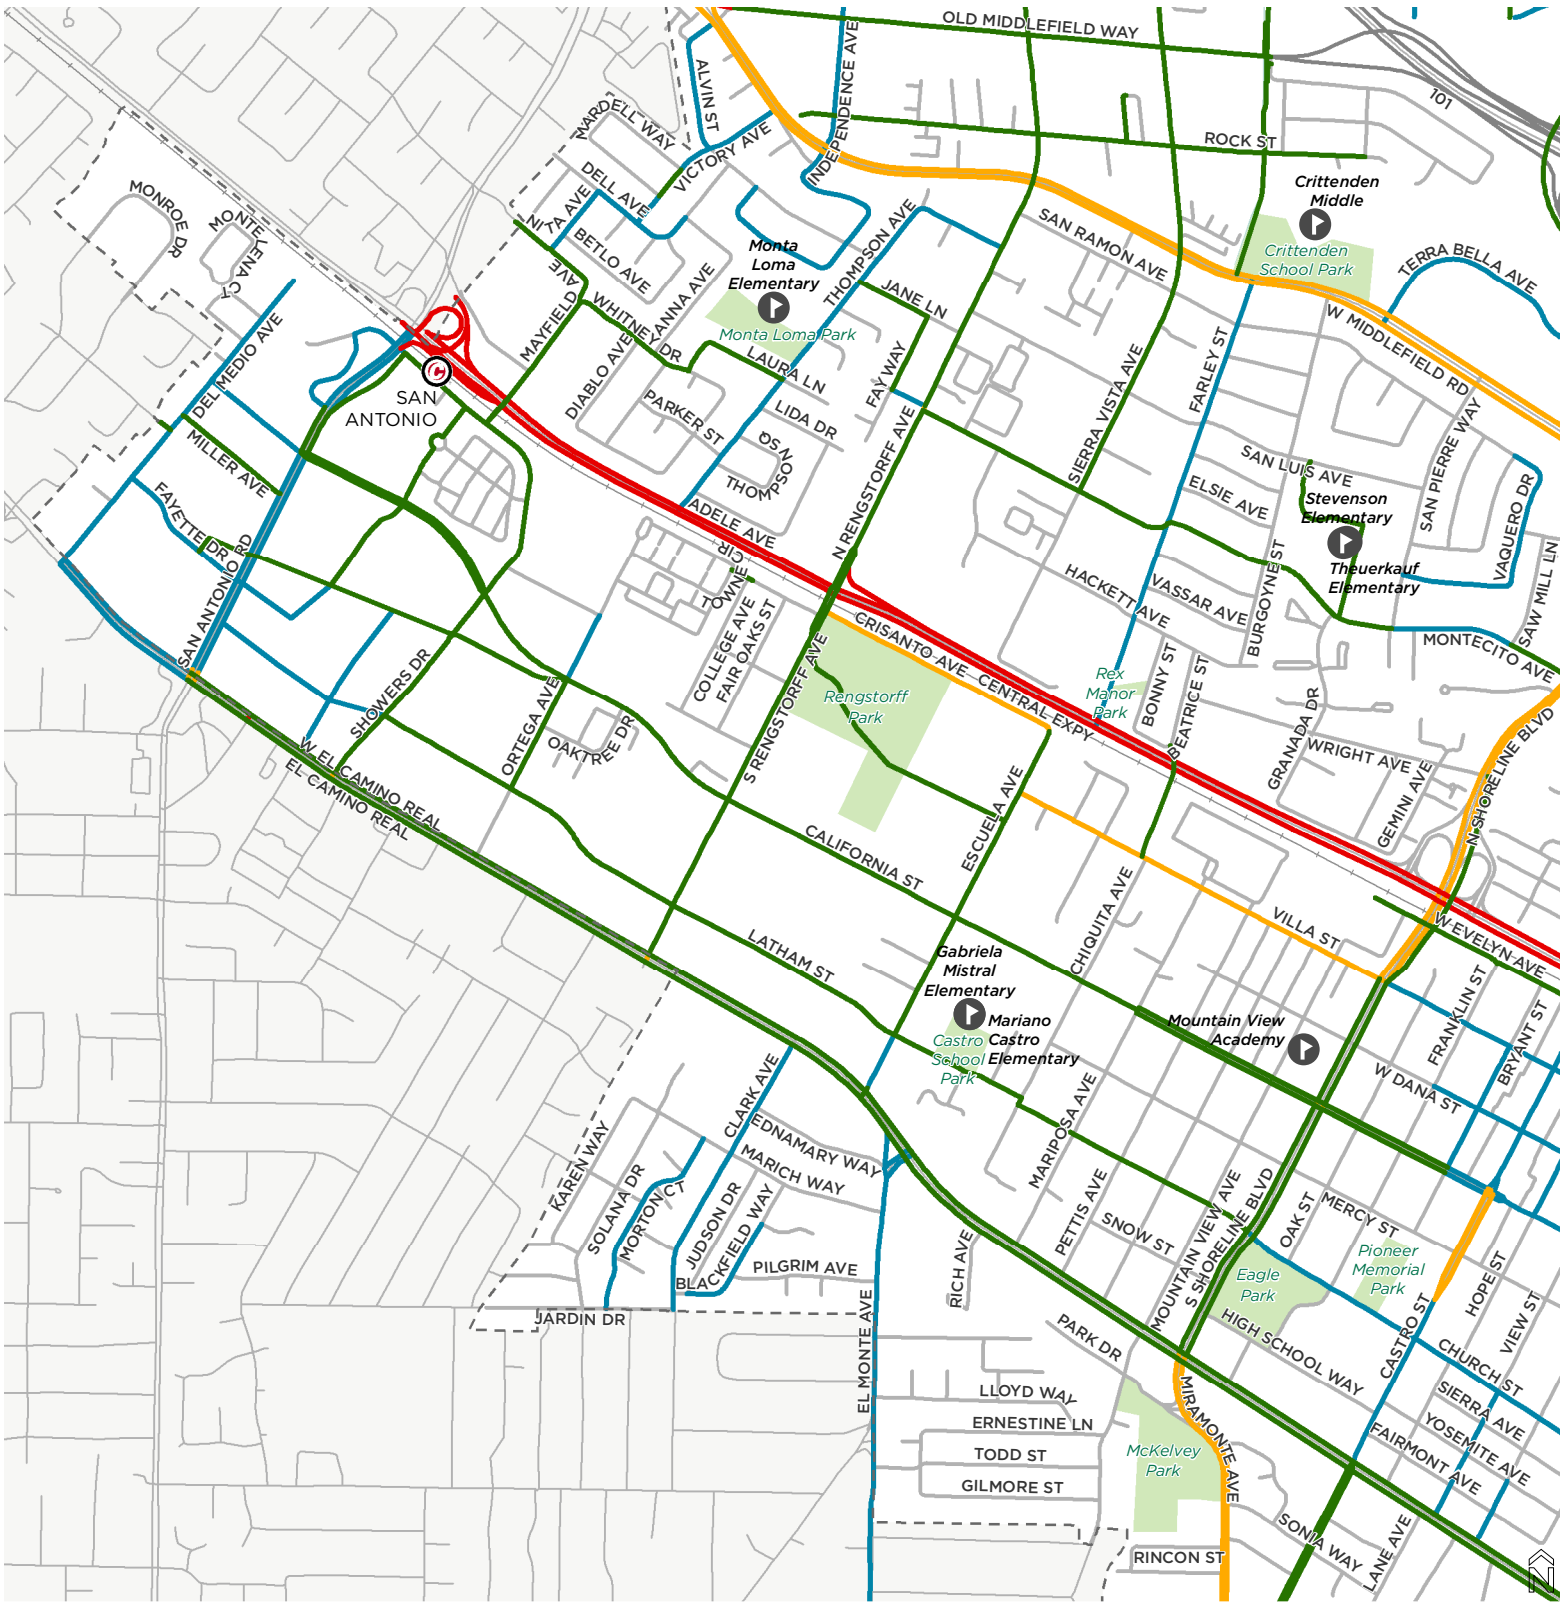 OLD MIDDLEFIELD WAY
INDEPENDENCE AVE
ALVIN ST
101
MARDELL WAY
VICTORY AVE
ROCK ST
DELL AVE
Crittenden
Middle
MONROE DR
MONTELENA CT
NITA AVE
BETLO AVE
Monta
Loma
Elementary
THOMPSON AVE
SAN RAMON AVE
Crittenden
School Park
TERRA BELLA AVE
MAYFIELD AVE
WHITNEY DR
ANNA AVE
JANE LN
W MIDDLEFIELD RD
DEL MEDIO AVE
Monta Loma Park
DIABLO AVE
LAURA LN
FAYWAY
SIERRA VISTA AVE
FARLEY ST
SAN
ANTONIO
PARKER ST
LIDA DR
N RENGSTORFF AVE
SAN PIERRE WAY
MILLER AVE
THOMPSON SQ
SAN LUIS AVE
ELSIE AVE
Stevenson
Elementary
VAQUERO DR
FAYETTE DR
ADELE AVE
Theuerkauf
Elementary
SAN ANTONIO RD
TOWNE CIR
HACKETT AVE
VASSAR AVE
BURGOYNE ST
SAW MILL LN
COLLEGE AVE
FAIR OAKS ST
CRISANTO AVE
MONTECITO AVE
SHOWERS DR
ORTEGA AVE
S RENGSTORFF AVE
Rengstorff
Park
CENTRAL EXPY
Rex
Manor
Park
BONNY ST
BEATRICE ST
GRANADA DR
OAKTREE DR
WRIGHT AVE
N SHORELINE BLVD
GEMINI AVE
W EL CAMINO REAL
EL CAMINO REAL
ESCUELA AVE
CALIFORNIA ST
CHIQUITA AVE
VILLA ST
W EVELYN AVE
LATHAM ST
Gabriela
Mistral
Elementary
FRANKLIN ST
BRYANT ST
Mariano
Castro
Elementary
Castro
School
Park
Mountain View
Academy
W DANA ST
CLARK AVE
EDNAMARY WAY
MARICH WAY
MARIPOSA AVE
KAREN WAY
SOLANA DR
MORTON CT
JUDSON DR
BLACKFIELD WAY
PILGRIM AVE
PETTIS AVE
SNOW ST
MOUNTAIN VIEW AVE
S SHORELINE BLVD
OAK ST
MERCY ST
Pioneer
Memorial
Park
Eagle
Park
HOPE ST
VIEW ST
RICH AVE
EL MONTE AVE
JARDIN DR
PARK DR
HIGH SCHOOL WAY
CASTRO ST
CHURCH ST
LLOYD WAY
ERNESTINE LN
TODD ST
GILMORE ST
MIRAMONTE AVE
McKelvey
Park
SIERRA AVE
YOSEMITE AVE
FAIRMONT AVE
SONIA WAY
LANE AVE
RINCON ST
N